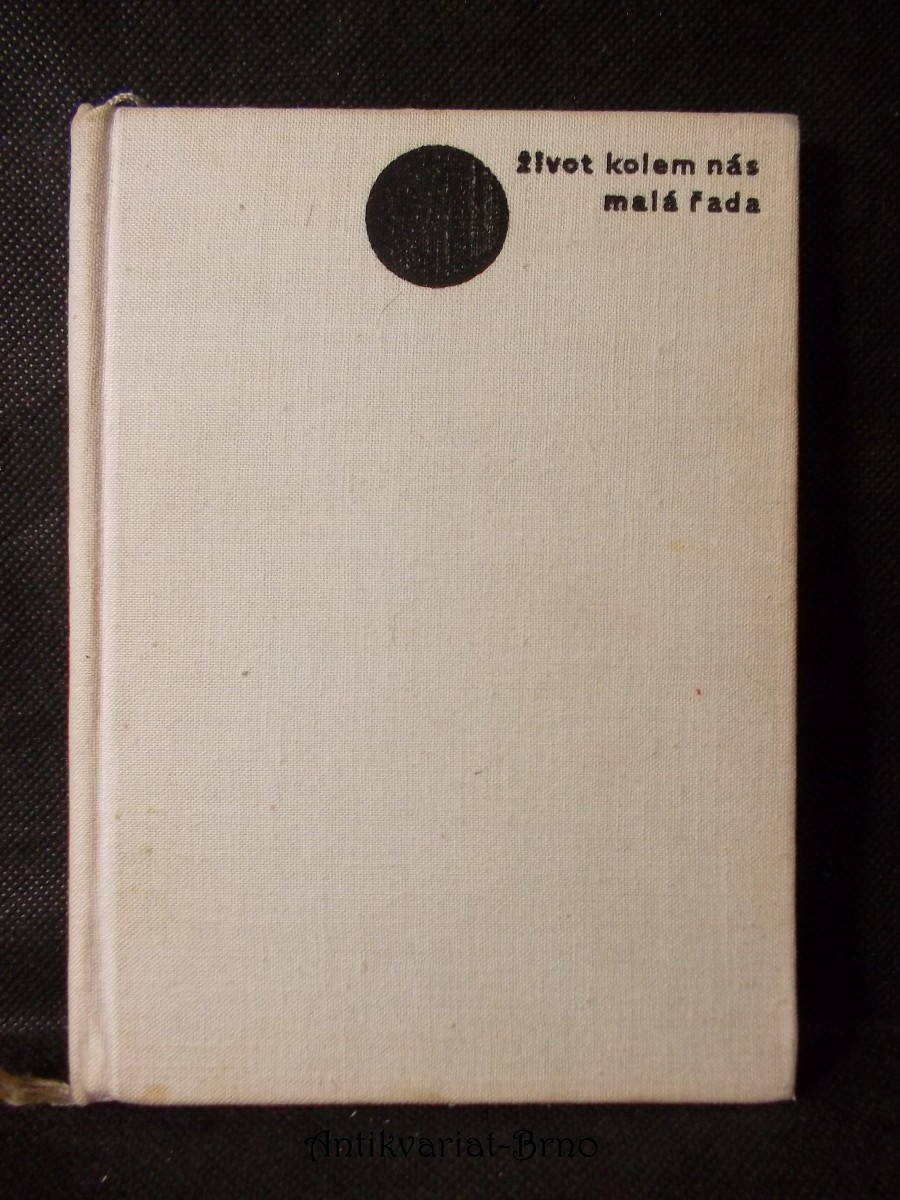 život kolem nás
malá řada
Antikvariat-Brno